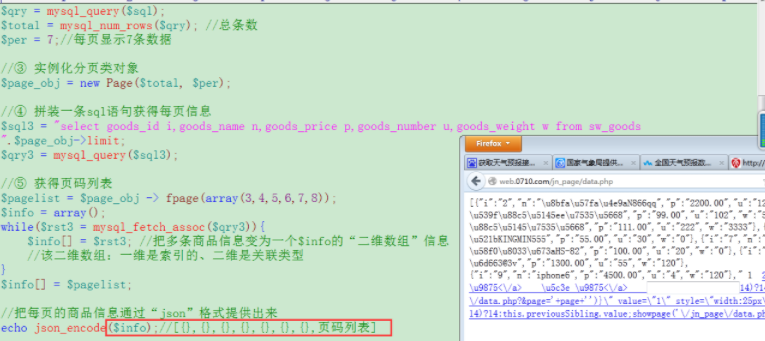 $qry = mysql_query($sql);
$total = mysql_num_rows($qry); //总条数
$per = 7;//每页显示7条数据
//③ 实例化分页类对象
$page_obj = new Page($total, $per);
//④ 拼装一条sql语句获得每页信息
$sql3 = "select goods_id i,goods_name n,goods_price p,goods_number u,goods_weight w from sw_goods
".$page_obj->limit;
$qry3 = mysql_query($sql3);
//⑤ 获得页码列表
$pagelist = $page_obj -> fpage(array(3,4,5,6,7,8));
$info = array();
while($rst3 = mysql_fetch_assoc($qry3)){
$info[] = $rst3; //把多条商品信息变为一个$info的“二维数组”信息
//该二维数组：一维是索引的、二维是关联类型
}
$info[] = $pagelist;
//把每页的商品信息通过“json”格式提供出来
echo json_encode($info);//[{},{},{},{},{},{},{},页码列表]
Firefox
获取天气预报接...
国家气象局提供...
全国天气预报数...
http://
web.0710.com/jn_page/data.php
[{"i":"2","n":"\u8bfa\u57fa\u4e9aN866qq","p":"2200.00","u":"12
\u539f\u88c5\u5145ee\u7535\u5668","p":"99.00","u":"102","w":"5
\u88c5\u5145\u7535\u5668","p":"111.00","u":"222","w":"3333"},{
\u521bKINGMIN555","p":"55.00","u":"30","w":"0"},{"i":"7","n":
\u58f0\u8033\u673aHS-82","p":"100.00","u":"20","w":"0"},{"i":
\u6d6630@3v","p":"1300.00","u":"55","w":"120"},
{"i":"9","n":"iphone6","p":"4500.00","u":"4","w":"120"}," 1
\u9875<\/a> \u5c3e \u9875<\/a> 14)?14
\/data.php?&page='+page+'')}\" value=\"1\" style=\"width:25px
14)?14:this.previousSibling.value;showpage('\/jn_page\/data.ph